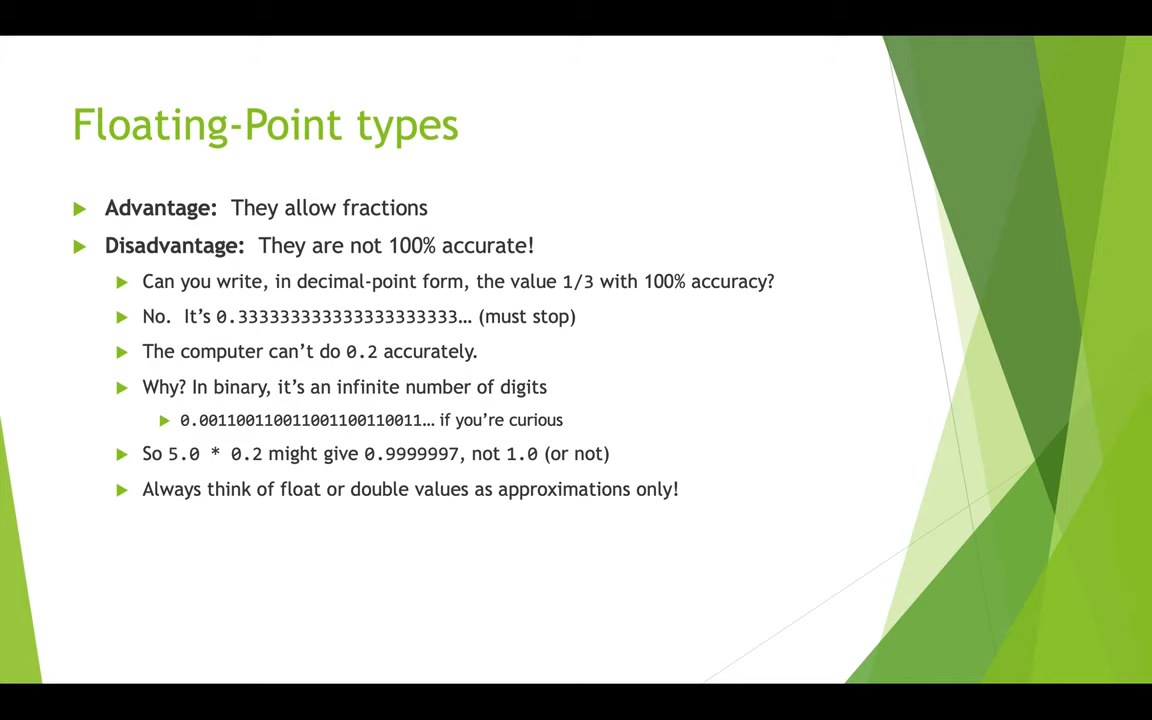 Floating-Point types
Advantage: They allow fractions
Disadvantage: They are not 100% accurate!
Can you write, in decimal-point form, the value 1/3 with 100% accuracy?
No. It's 0.33333333333333333333333… (must stop)
The computer can't do 0.2 accurately.
Why? In binary, it's an infinite number of digits
0.00110011001100110011001100110011… if you're curious
So 5.0 * 0.2 might give 0.9999997, not 1.0 (or not)
Always think of float or double values as approximations only!